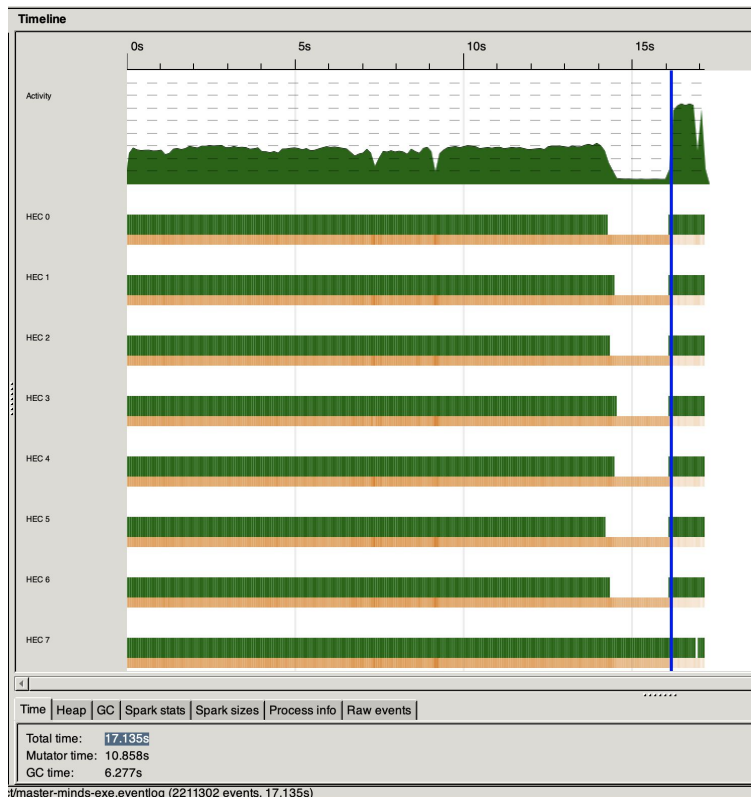 Timeline
0s 5s 10s 15s
Activity
HEC 0
HEC 1
HEC 2
HEC 3
HEC 4
HEC 5
HEC 6
HEC 7
Time Heap GC Spark stats Spark sizes Process info Raw events
Total time: 17.135s
Mutator time: 10.858s
GC time: 6.277s
t/master-minds-exe.eventlog (2211302 events, 17.135s)